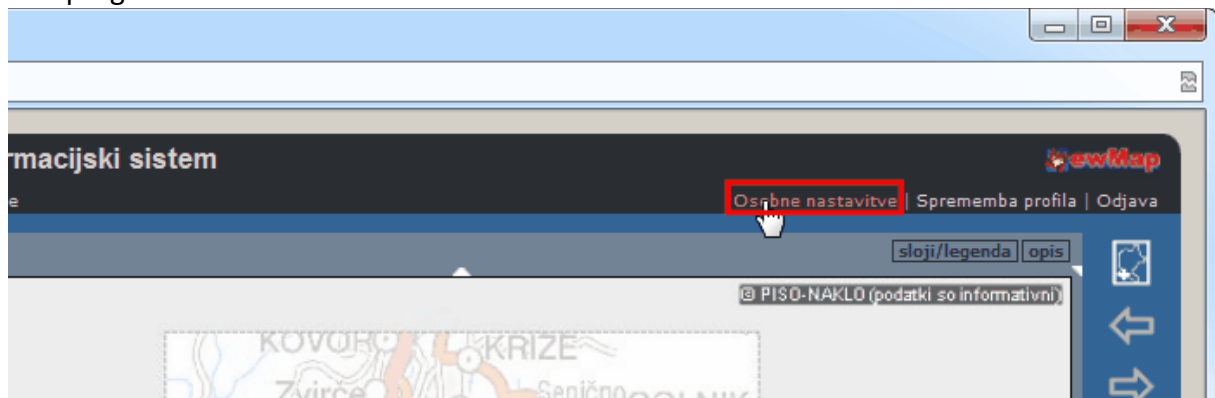 rmacijski sistem
ewMap
e
Osebne nastavitve | Sprememba profila | Odjava
sloji/legenda opis
© PISO-NAKLO (podatki so informativni)
KOVOR KRIŽE
Zvirče Senično GOLNIK